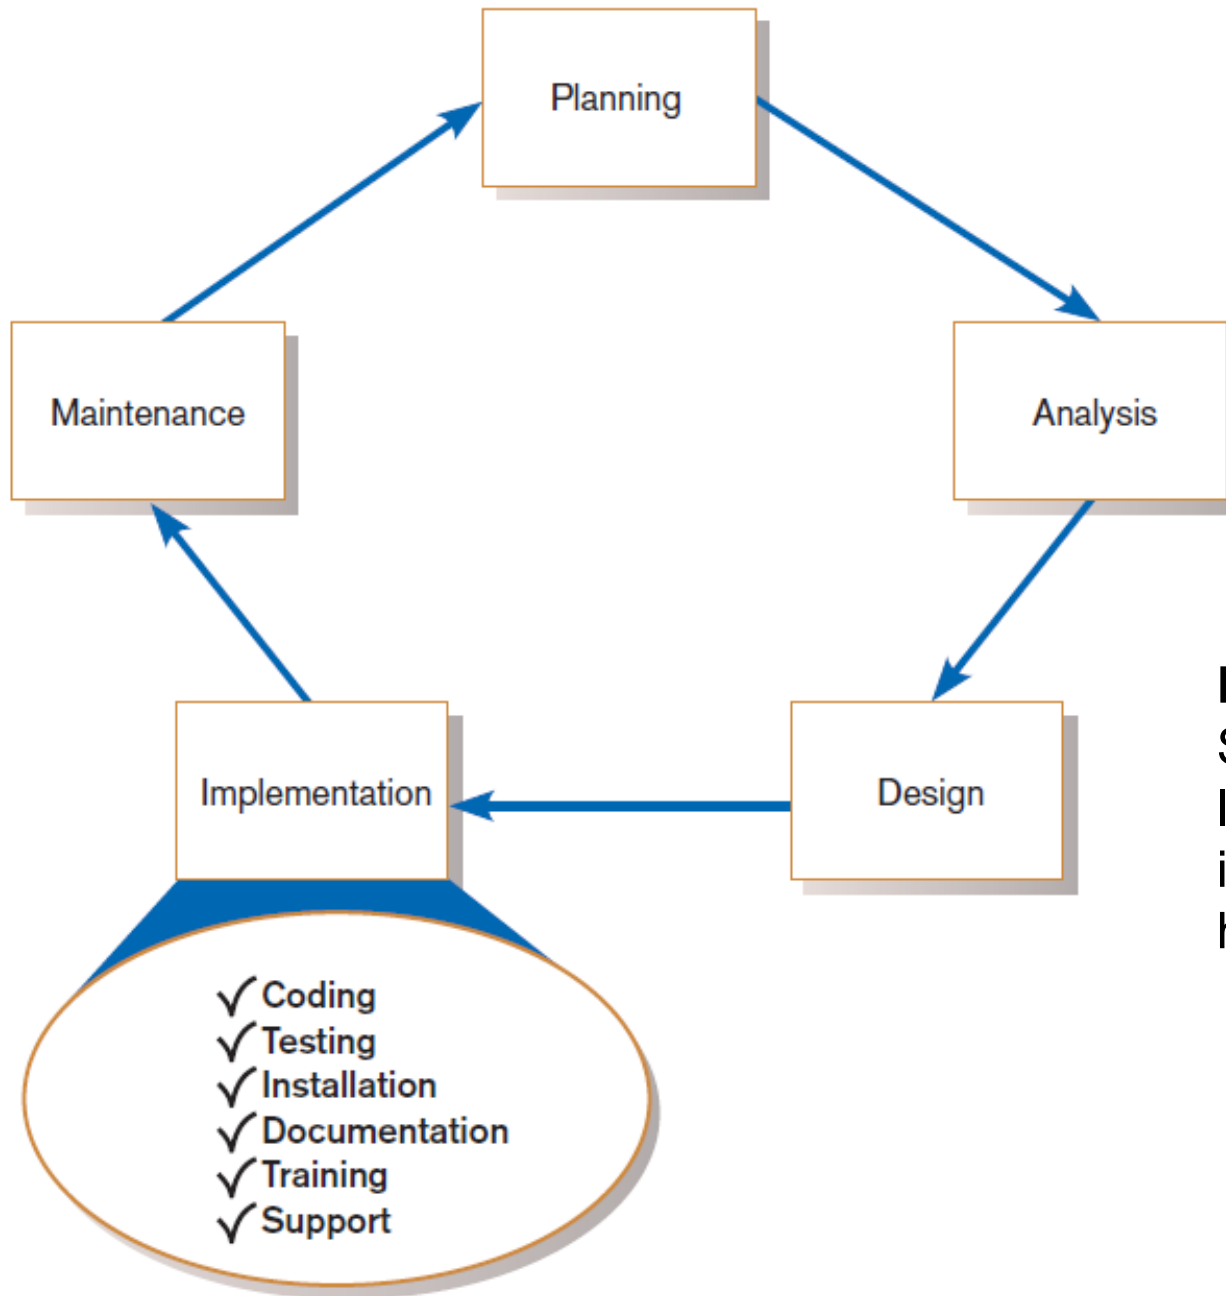 Planning
Maintenance
Analysis
Implementation
Design
Coding
Testing
Installation
Documentation
Training
Support